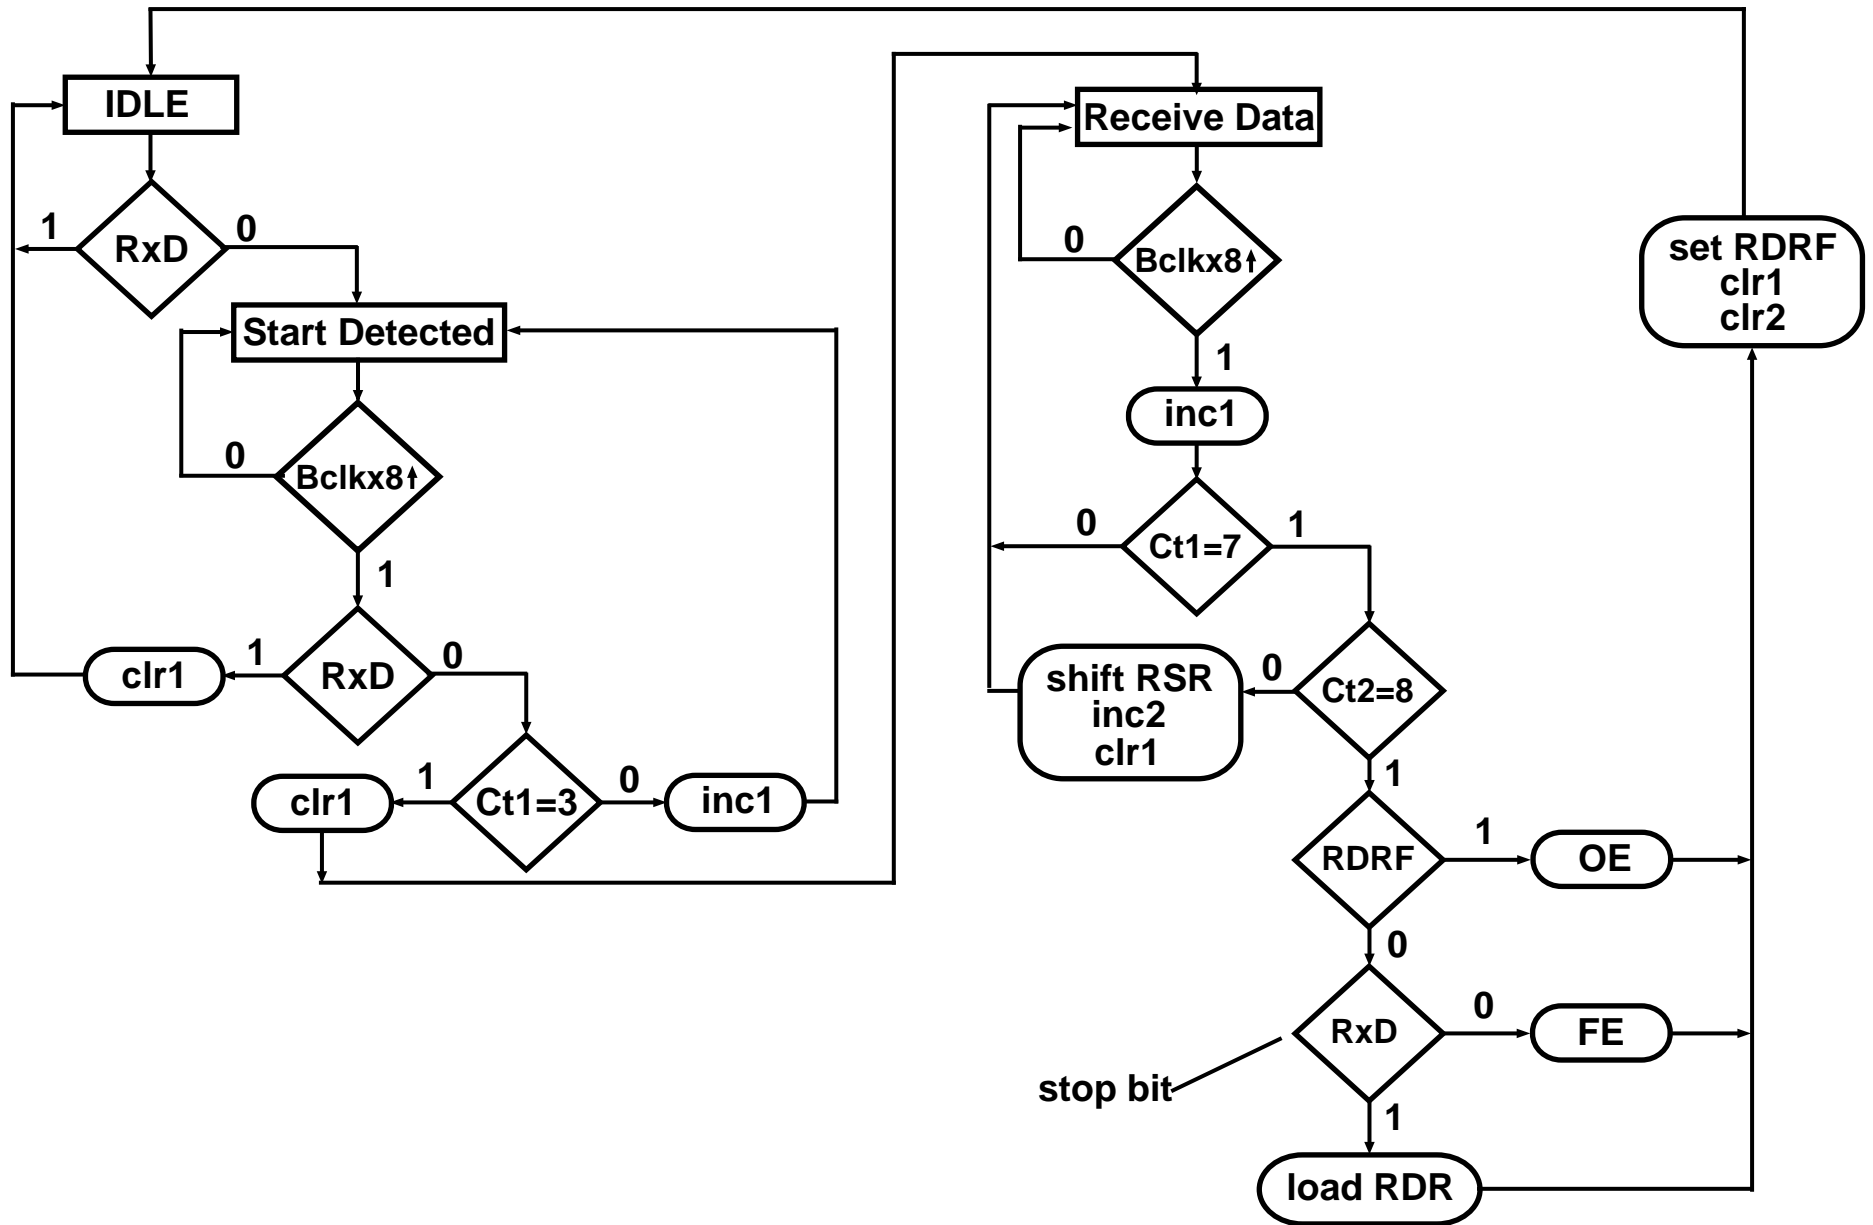 IDLE
1
RxD
0
Start Detected
0
Bclkx8↑
1
1
RxD
0
clr1
clr1
1
Ct1=3
0
inc1
Receive Data
0
Bclkx8↑
1
inc1
0
Ct1=7
1
shift RSR
inc2
clr1
0
Ct2=8
1
RDRF
1
OE
0
RxD
0
FE
stop bit
1
load RDR
set RDRF
clr1
clr2